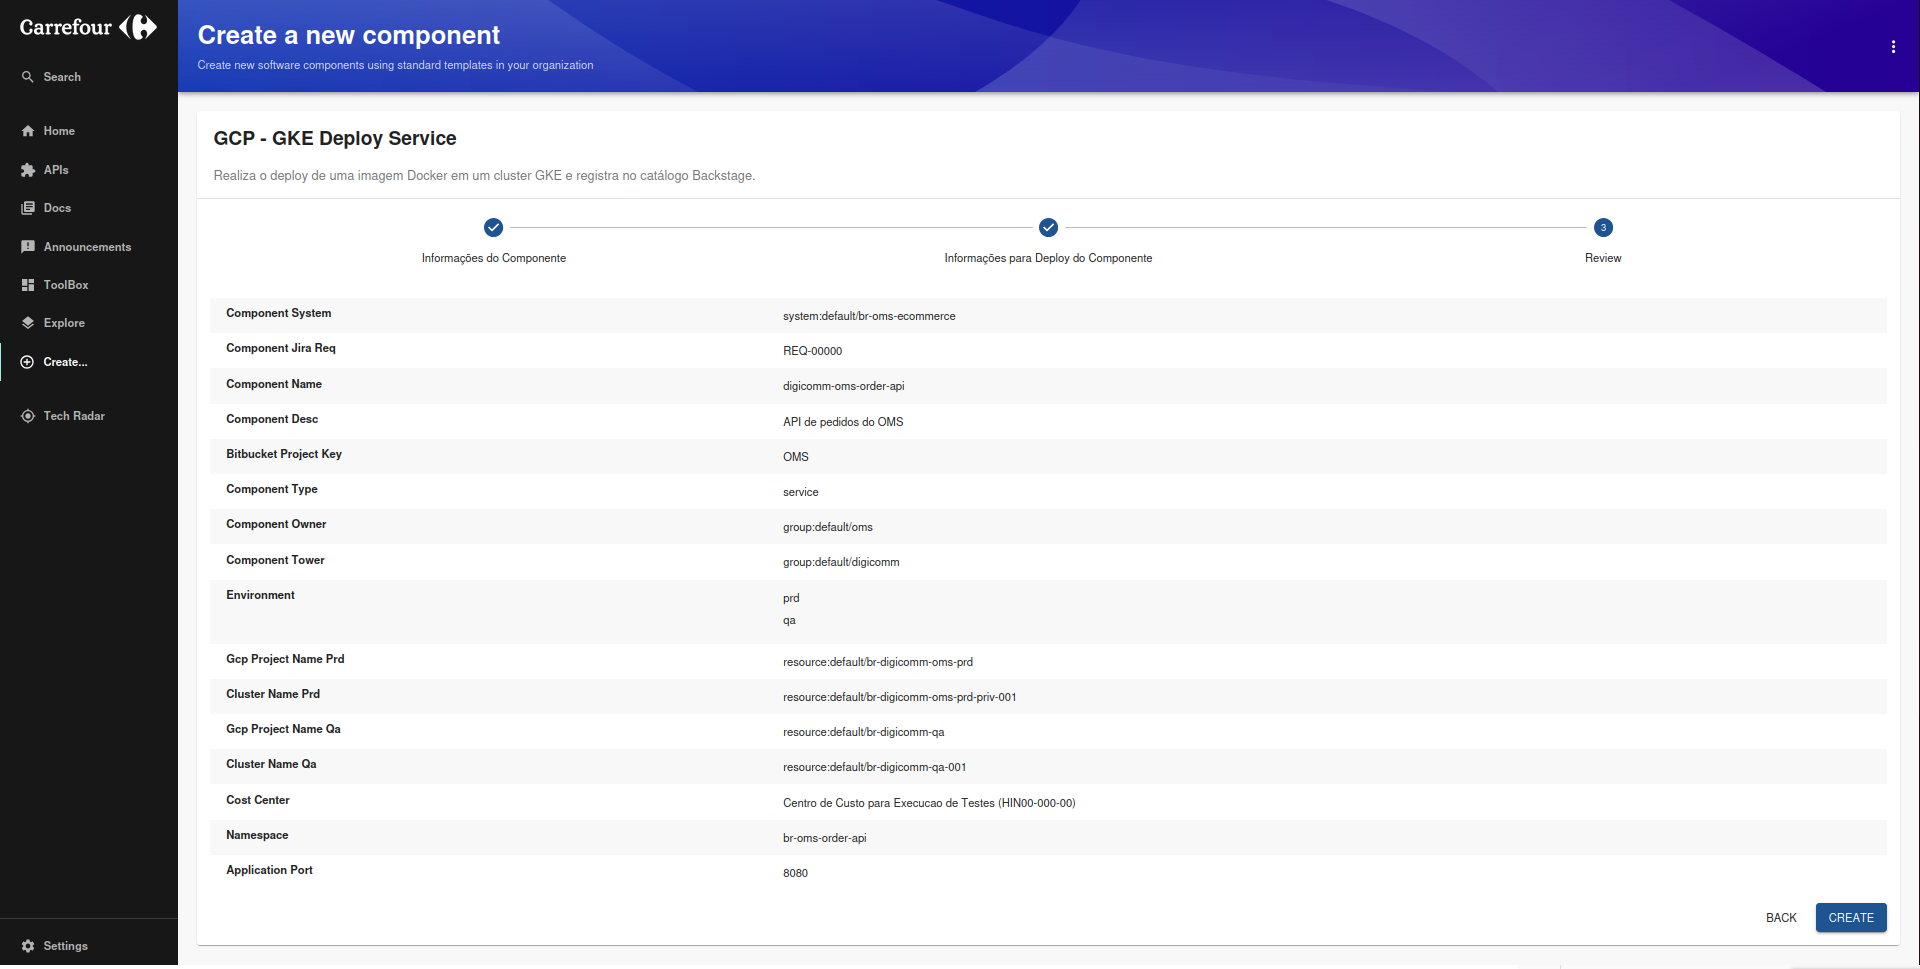 Carrefour
Search
Home
APIs
Docs
Announcements
ToolBox
Explore
Create...
Tech Radar
Settings
Create a new component
Create new software components using standard templates in your organization
GCP - GKE Deploy Service
Realiza o deploy de uma imagem Docker em um cluster GKE e registra no catálogo Backstage.
3
Informações do Componente
Informações para Deploy do Componente
Review
Component System
system:default/br-oms-ecommerce
Component Jira Req
REQ-00000
Component Name
digicomm-oms-order-api
Component Desc
API de pedidos do OMS
Bitbucket Project Key
OMS
Component Type
service
Component Owner
group:default/oms
Component Tower
group:default/digicomm
Environment
prd
qa
Gcp Project Name Prd
resource:default/br-digicomm-oms-prd
Cluster Name Prd
resource:default/br-digicomm-oms-prd-priv-001
Gcp Project Name Qa
resource:default/br-digicomm-qa
Cluster Name Qa
resource:default/br-digicomm-qa-001
Cost Center
Centro de Custo para Execucao de Testes (HIN00-000-00)
Namespace
br-oms-order-api
Application Port
8080
BACK
CREATE